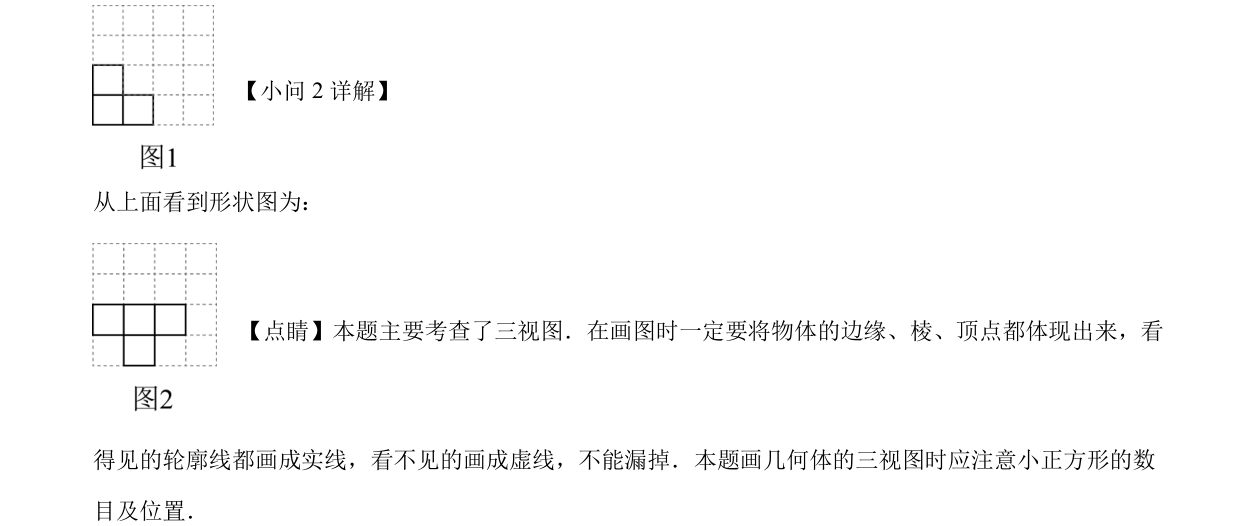 【小问 2 详解】
图1
从上面看到形状图为：
【点睛】本题主要考查了三视图．在画图时一定要将物体的边缘、棱、顶点都体现出来，看
图2
得见的轮廓线都画成实线，看不见的画成虚线，不能漏掉．本题画几何体的三视图时应注意小正方形的数
目及位置．